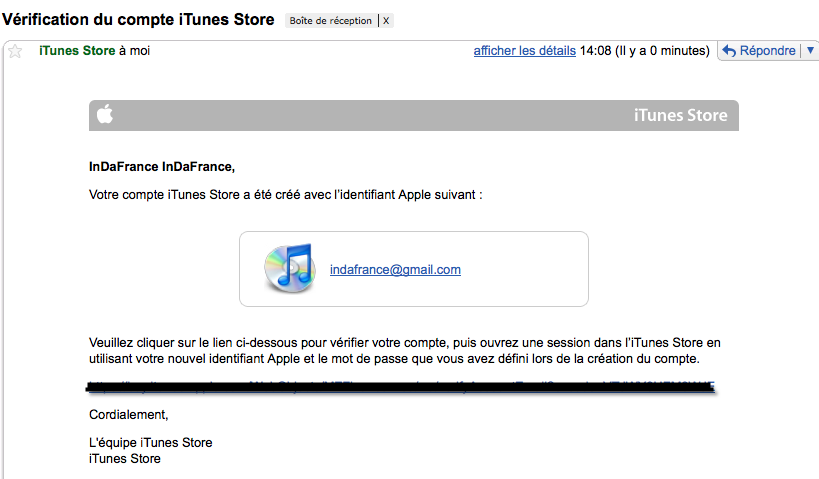 Vérification du compte iTunes Store Boîte de réception X
iTunes Store à moi afficher les détails 14:08 (Il y a 0 minutes) Répondre
iTunes Store
InDaFrance InDaFrance,
Votre compte iTunes Store a été créé avec l'identifiant Apple suivant :
indafrance@gmail.com
Veuillez cliquer sur le lien ci-dessous pour vérifier votre compte, puis ouvrez une session dans l'iTunes Store en
utilisant votre nouvel identifiant Apple et le mot de passe que vous avez défini lors de la création du compte.
Cordialement,
L'équipe iTunes Store
iTunes Store